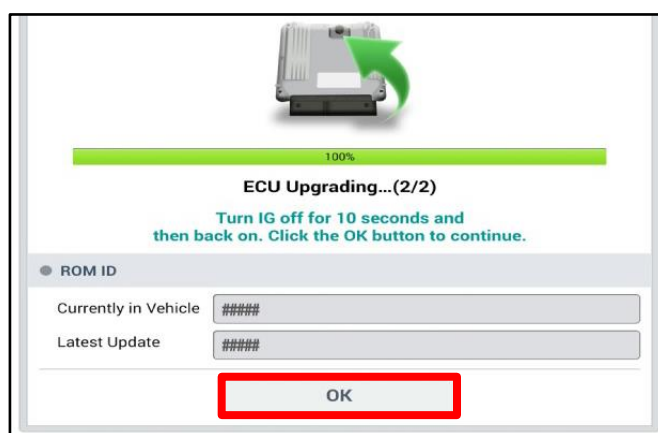 100%
ECU Upgrading...(2/2)
Turn IG off for 10 seconds and
then back on. Click the OK button to continue.
ROM ID
Currently in Vehicle #####
Latest Update #####
OK